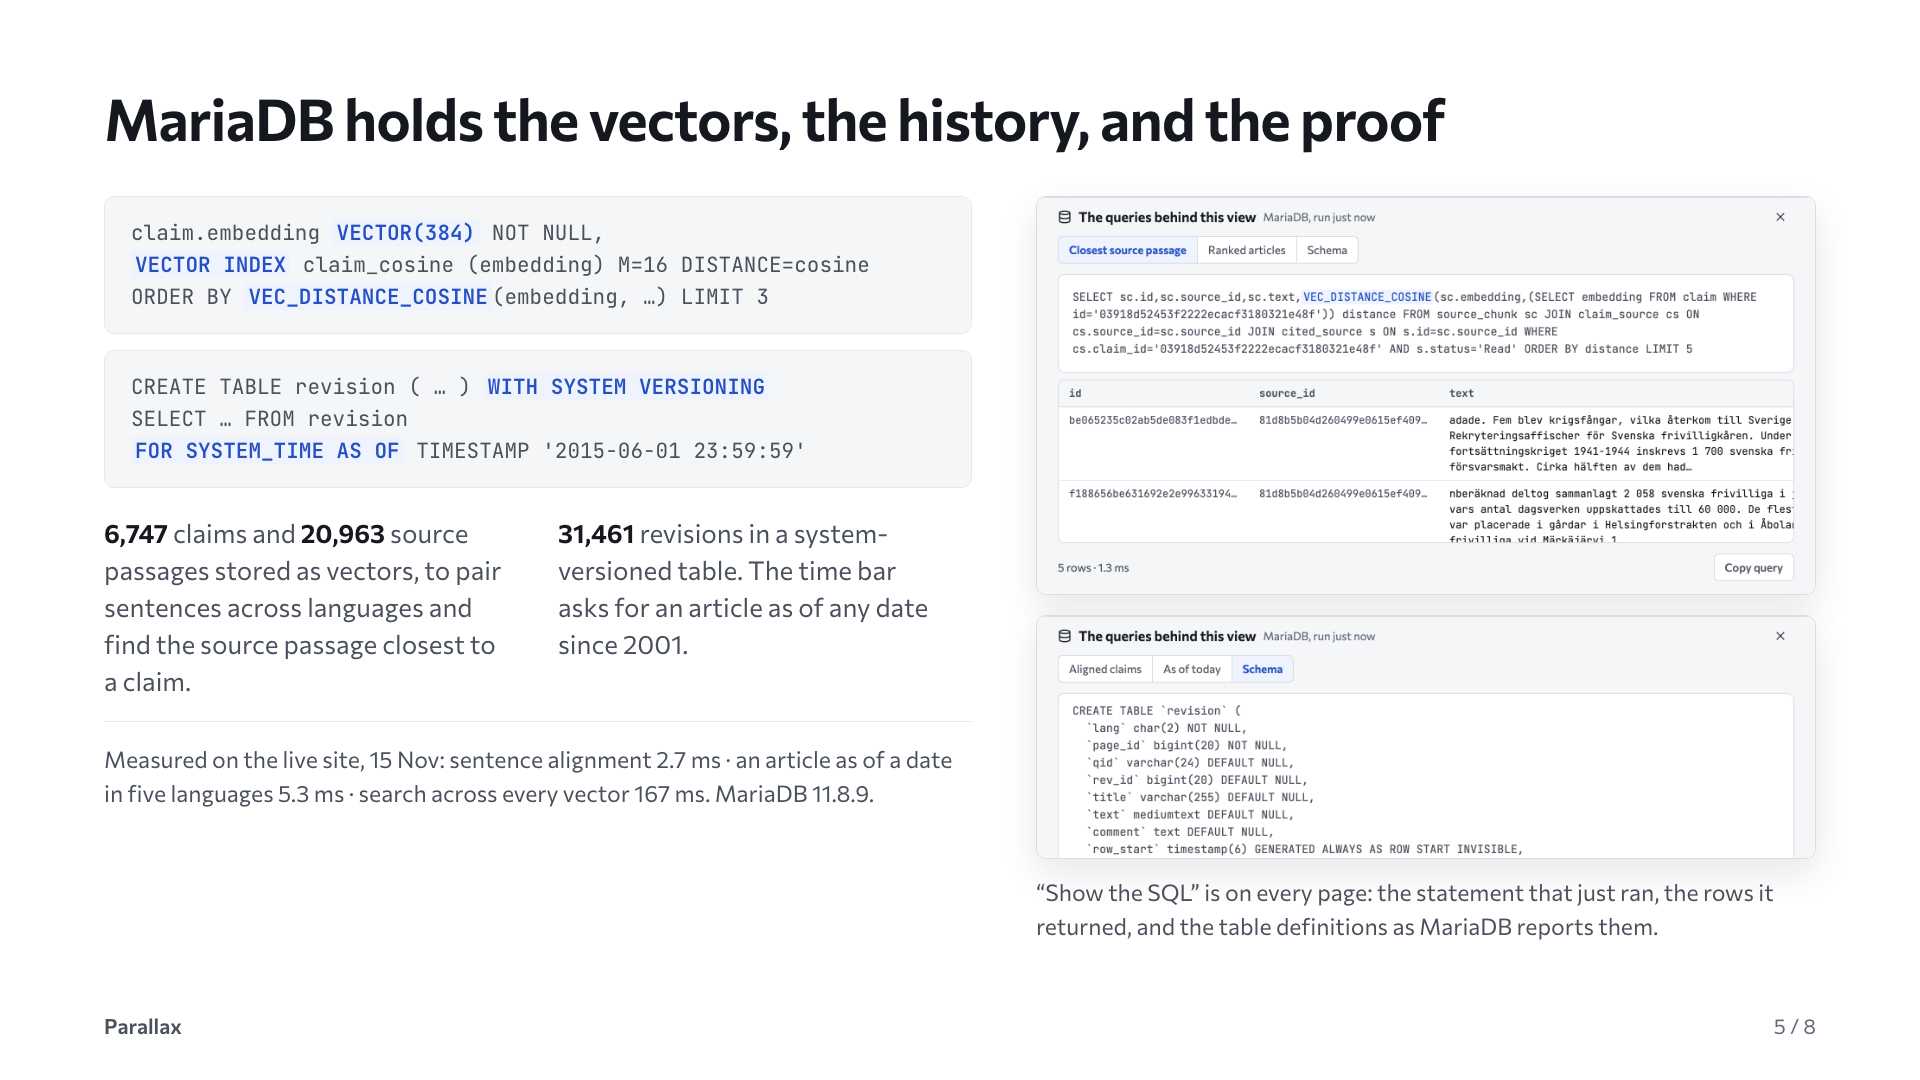 MariaDB holds the vectors, the history, and the proof
claim.embedding VECTOR(384) NOT NULL,
VECTOR INDEX claim_cosine (embedding) M=16 DISTANCE=cosine
ORDER BY VEC_DISTANCE_COSINE(embedding, …) LIMIT 3
CREATE TABLE revision ( … ) WITH SYSTEM VERSIONING
SELECT … FROM revision
FOR SYSTEM_TIME AS OF TIMESTAMP '2015-06-01 23:59:59'
6,747 claims and 20,963 source
passages stored as vectors, to pair
sentences across languages and
find the source passage closest to
a claim.
31,461 revisions in a system-
versioned table. The time bar
asks for an article as of any date
since 2001.
Measured on the live site, 15 Nov: sentence alignment 2.7 ms · an article as of a date
in five languages 5.3 ms · search across every vector 167 ms. MariaDB 11.8.9.
The queries behind this view MariaDB, run just now ×
Closest source passage Ranked articles Schema
SELECT sc.id,sc.source_id,sc.text,VEC_DISTANCE_COSINE(sc.embedding,(SELECT embedding FROM claim WHERE
id='03918d52453f2222ecacf3180321e48f')) distance FROM source_chunk sc JOIN claim_source cs ON
cs.source_id=sc.source_id JOIN cited_source s ON s.id=sc.source_id WHERE
cs.claim_id='03918d52453f2222ecacf3180321e48f' AND s.status='Read' ORDER BY distance LIMIT 5
id source_id text
be065235c02ab5de083f1edbde… 81d8b5b04d260499e0615ef409… adade. Fem blev krigsfångar, vilka återkom till Sverige
Rekryteringsaffischer för Svenska frivilligkåren. Under
fortsättningskriget 1941-1944 inskrevs 1 700 svenska fri
försvarsmakt. Cirka hälften av dem had…
f188656be631692e2e99633194… 81d8b5b04d260499e0615ef409… nberäknad deltog sammanlagt 2 058 svenska frivilliga i
vars antal dagsverken uppskattades till 60 000. De fles
var placerade i gårdar i Helsingforstrakten och i Åbola
frivilliga vid Märkäjärvi 1
5 rows · 1.3 ms Copy query
The queries behind this view MariaDB, run just now ×
Aligned claims As of today Schema
CREATE TABLE `revision` (
`lang` char(2) NOT NULL,
`page_id` bigint(20) NOT NULL,
`qid` varchar(24) DEFAULT NULL,
`rev_id` bigint(20) DEFAULT NULL,
`title` varchar(255) DEFAULT NULL,
`text` mediumtext DEFAULT NULL,
`comment` text DEFAULT NULL,
`row_start` timestamp(6) GENERATED ALWAYS AS ROW START INVISIBLE,
“Show the SQL” is on every page: the statement that just ran, the rows it
returned, and the table definitions as MariaDB reports them.
Parallax
5 / 8